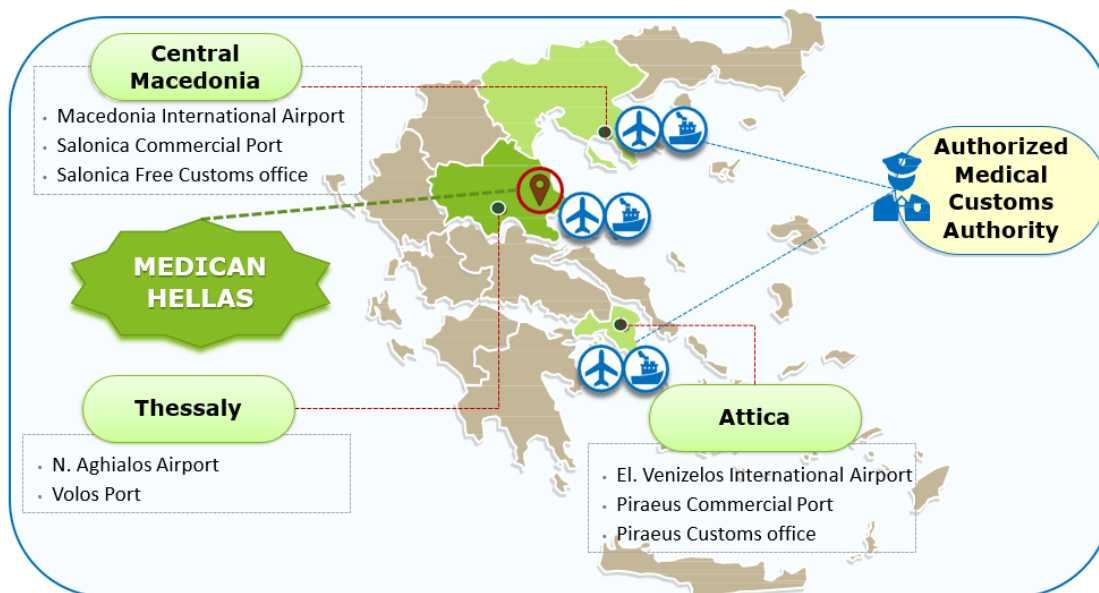 Central
Macedonia
· Macedonia International Airport
· Salonica Commercial Port
· Salonica Free Customs office
Authorized
Medical
Customs
Authority
MEDICAN
HELLAS
Thessaly
· N. Aghialos Airport
· Volos Port
Attica
· El. Venizelos International Airport
· Piraeus Commercial Port
· Piraeus Customs office